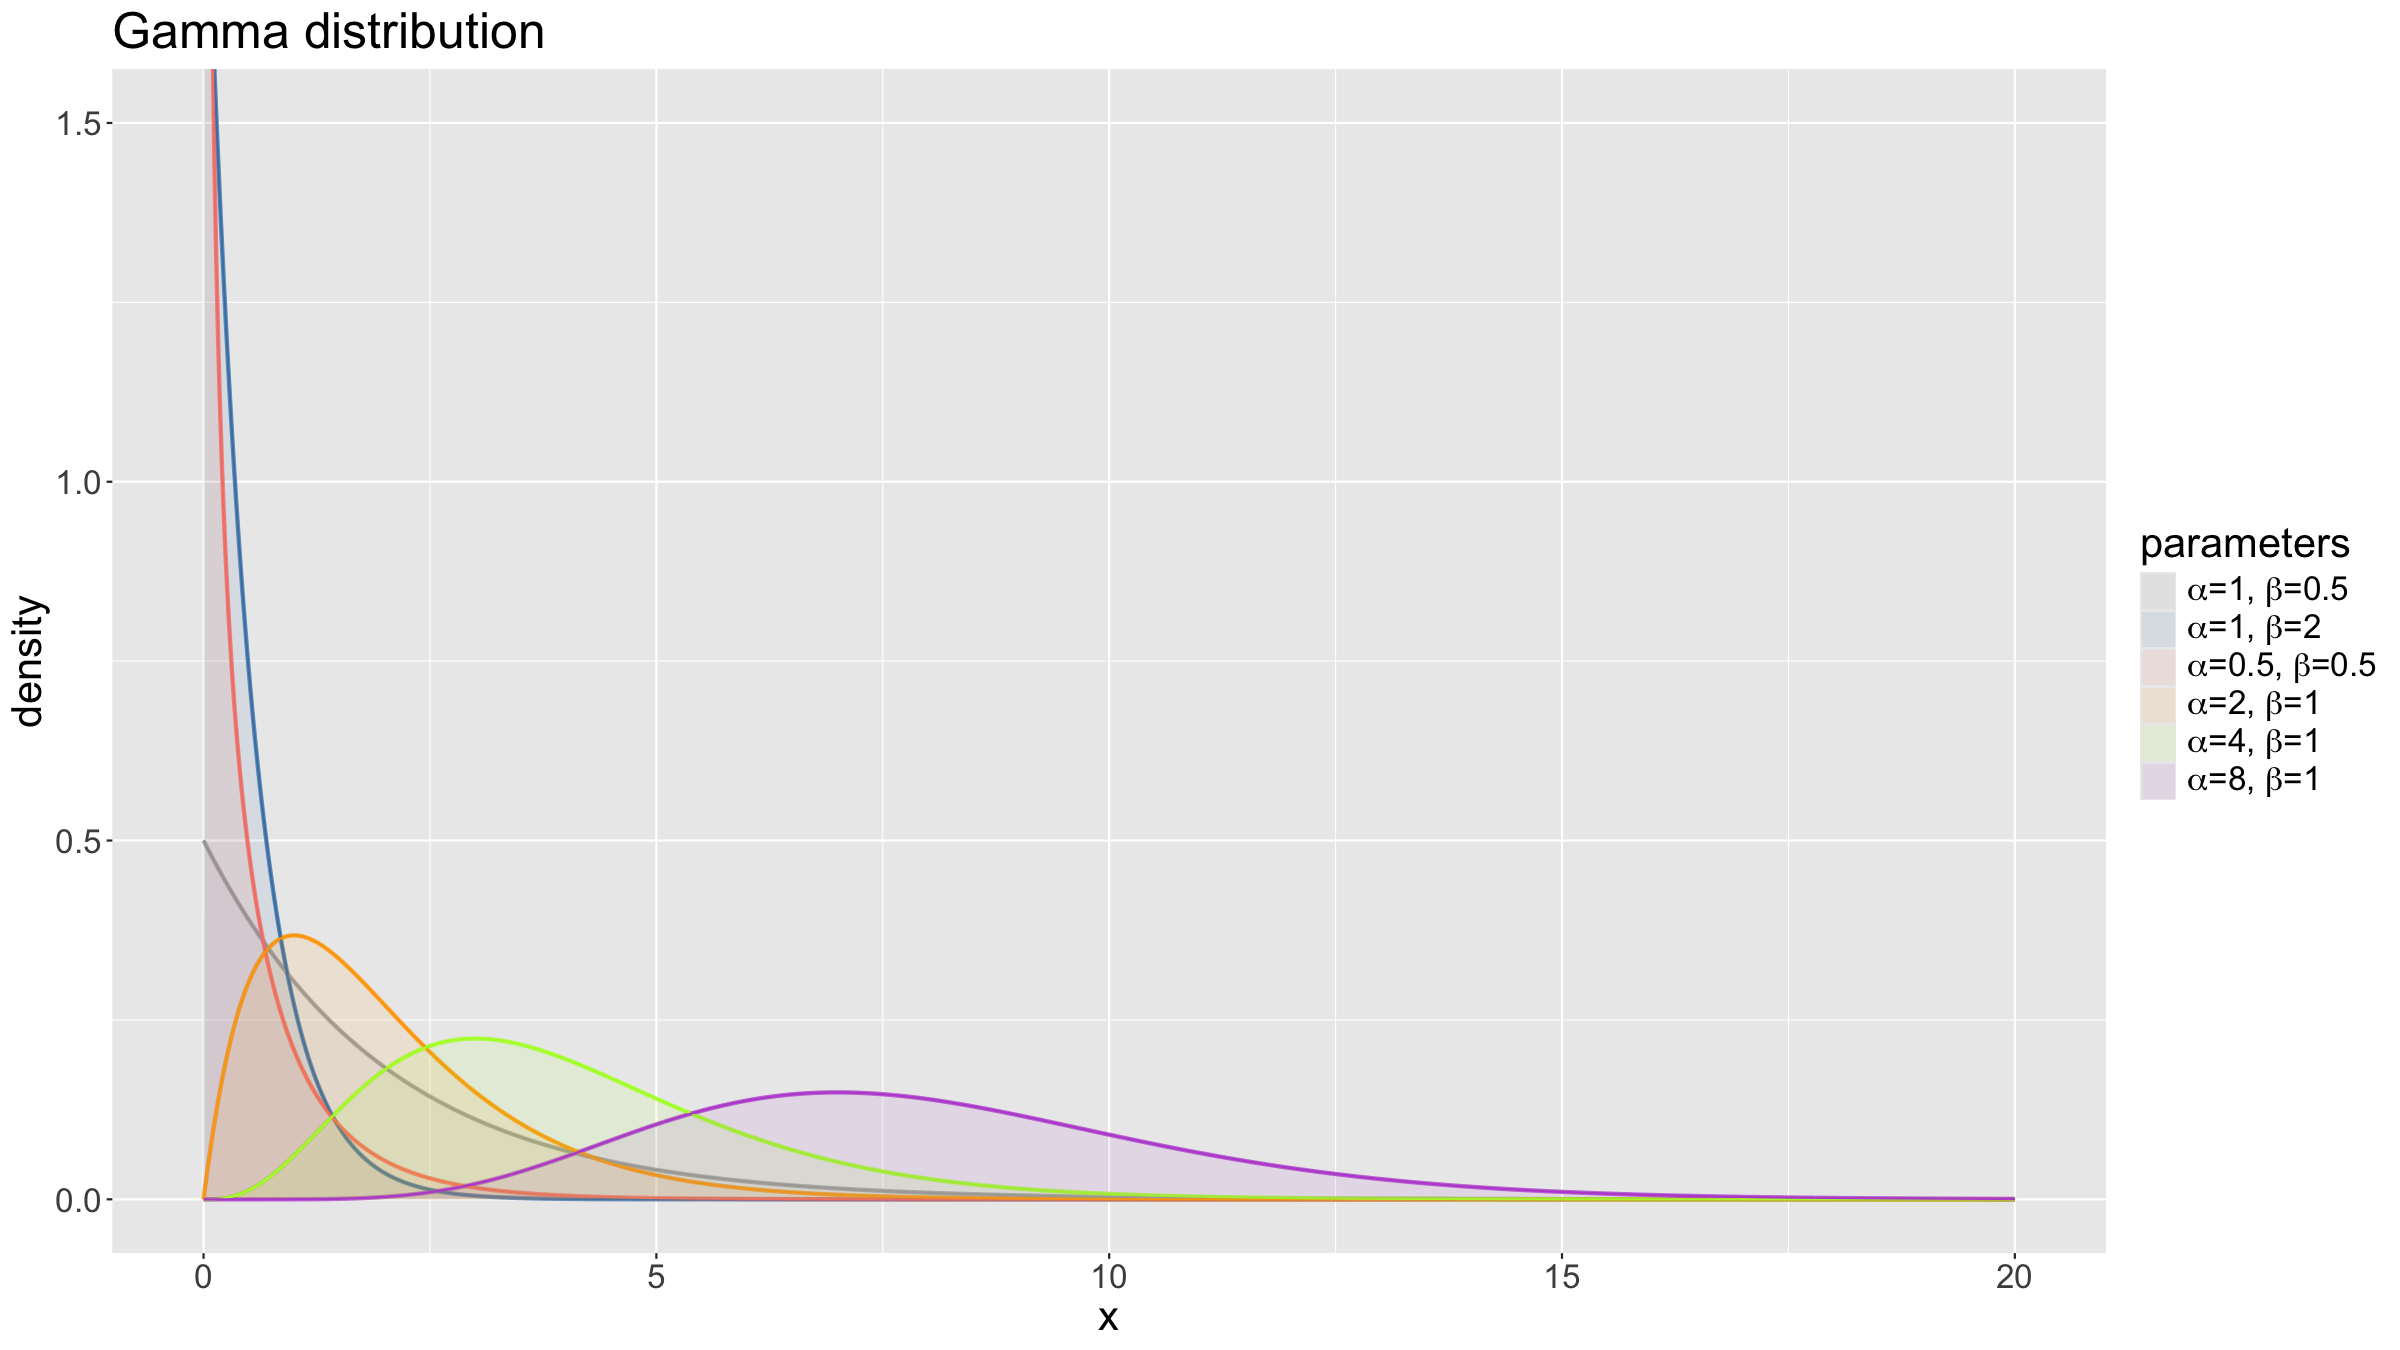 Gamma distribution
1.5
1.0
0.5
0.0
density
0 5 10 15 20
x
parameters
α=1, β=0.5
α=1, β=2
α=0.5, β=0.5
α=2, β=1
α=4, β=1
α=8, β=1